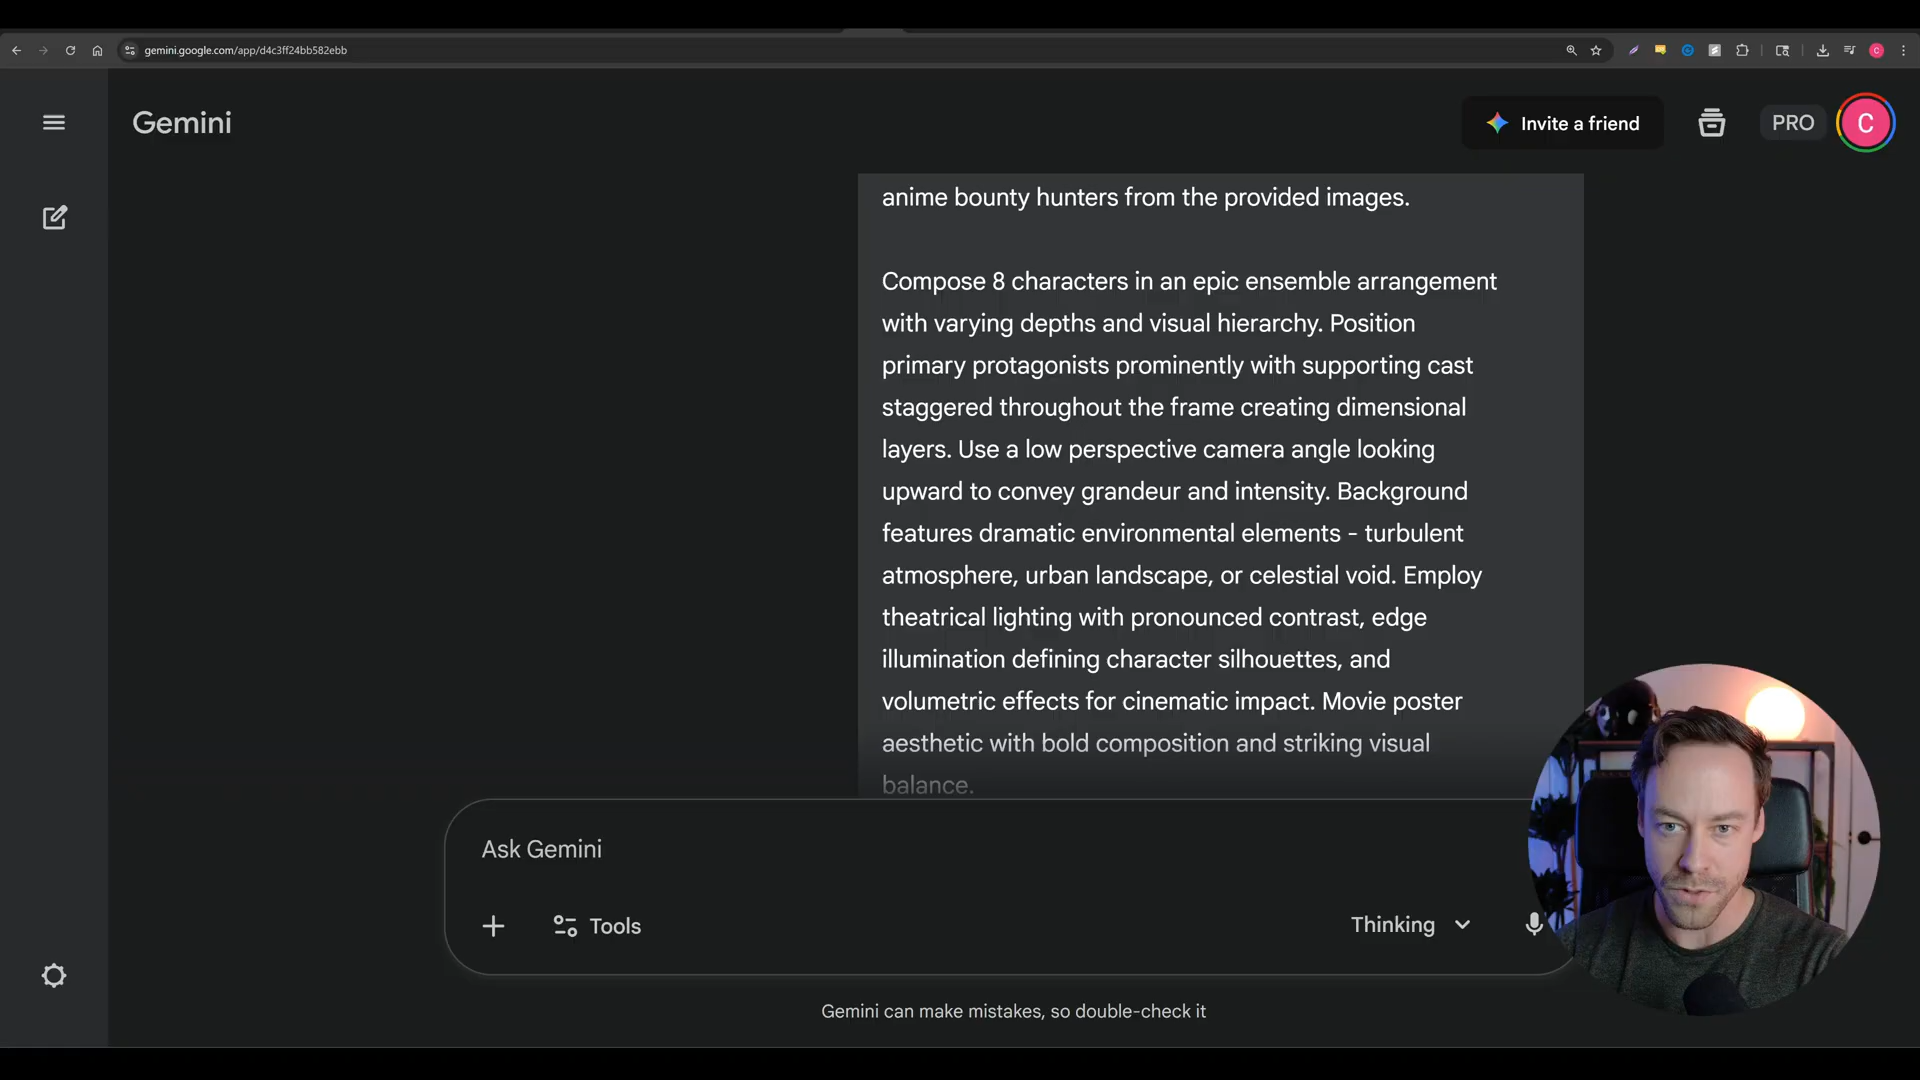 gemini.google.com/app/d4c3ff24bb582ebb
C
Gemini
Invite a friend
PRO
C
anime bounty hunters from the provided images.
Compose 8 characters in an epic ensemble arrangement
with varying depths and visual hierarchy. Position
primary protagonists prominently with supporting cast
staggered throughout the frame creating dimensional
layers. Use a low perspective camera angle looking
upward to convey grandeur and intensity. Background
features dramatic environmental elements - turbulent
atmosphere, urban landscape, or celestial void. Employ
theatrical lighting with pronounced contrast, edge
illumination defining character silhouettes, and
volumetric effects for cinematic impact. Movie poster
aesthetic with bold composition and striking visual
balance.
Ask Gemini
Tools
Thinking
Gemini can make mistakes, so double-check it